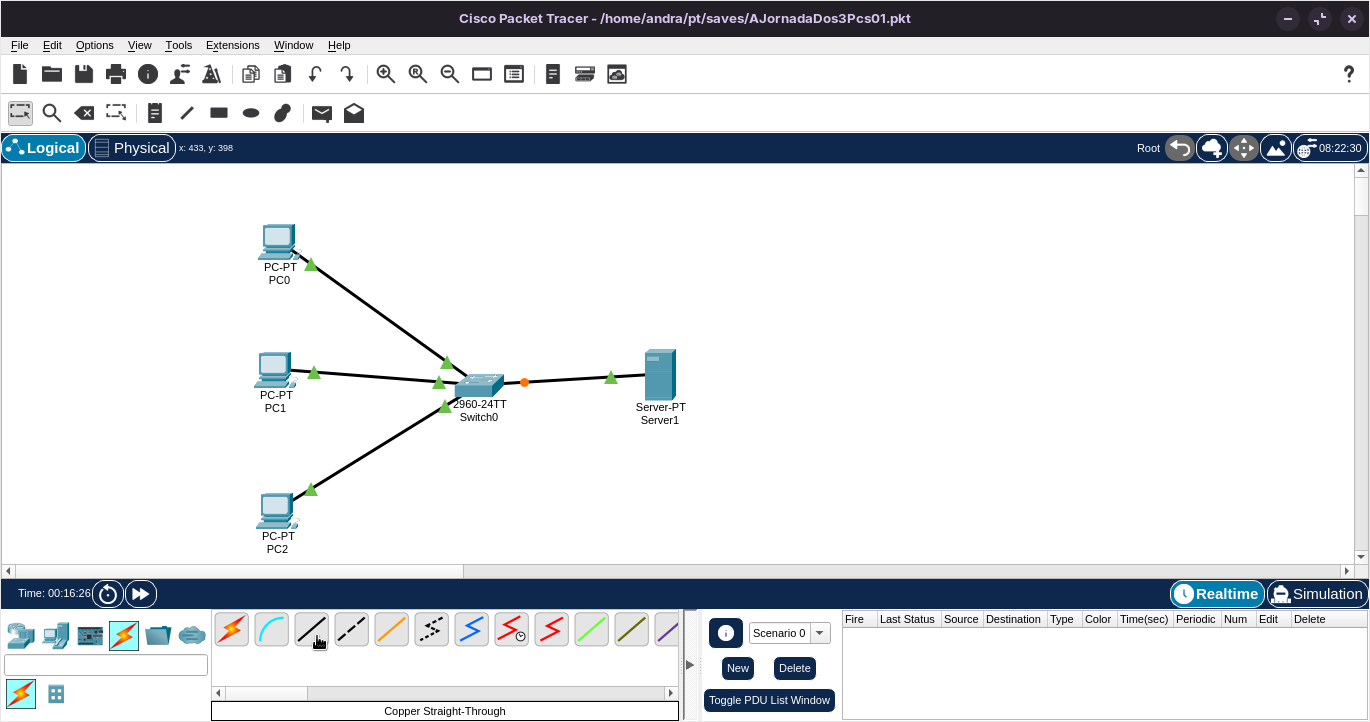 Cisco Packet Tracer - /home/andra/pt/saves/AJornadaDos3Pcs01.pkt
File Edit Options View Tools Extensions Window Help
?
Logical Physical x: 433, y: 398 Root 08:22:30
PC-PT
PC0
PC-PT
PC1
2960-24TT
Switch0
Server-PT
Server1
PC-PT
PC2
Time: 00:16:26 Realtime Simulation
Scenario 0
New Delete
Toggle PDU List Window
Fire Last Status Source Destination Type Color Time(sec) Periodic Num Edit Delete
Copper Straight-Through